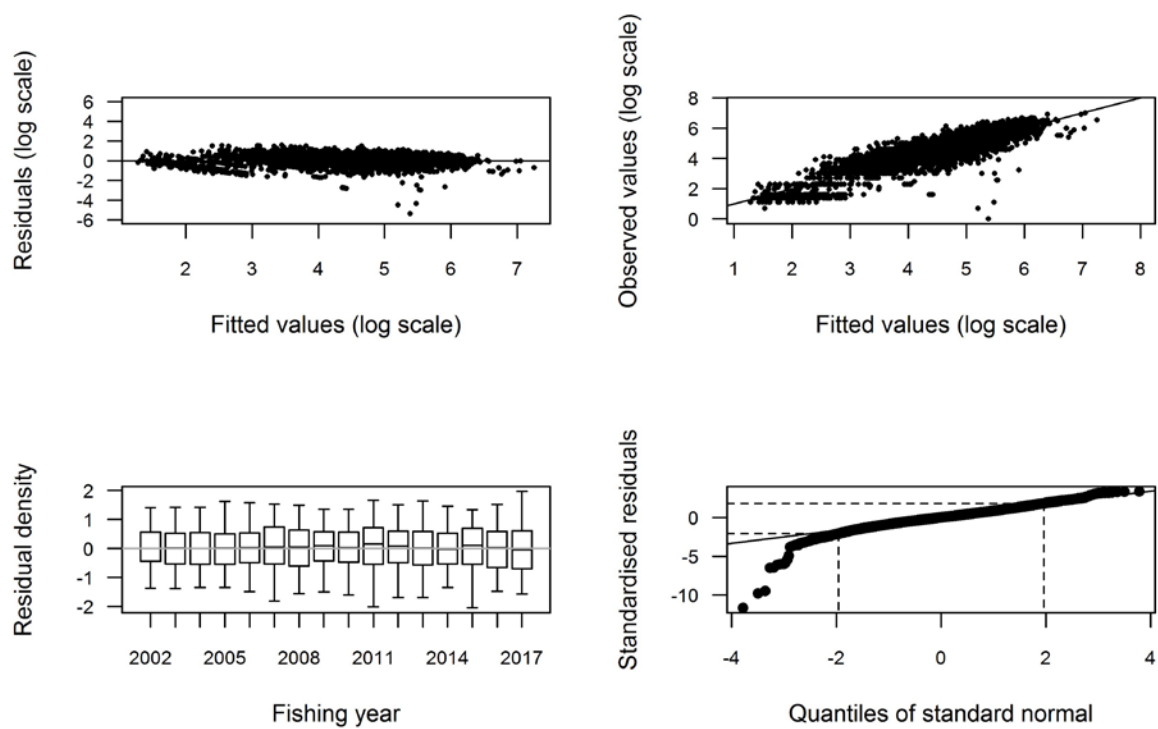 Residuals (log scale)
6
4
2
0
-2
-4
-6
2 3 4 5 6 7
Fitted values (log scale)
Observed values (log scale)
8
6
4
2
0
1 2 3 4 5 6 7 8
Fitted values (log scale)
Residual density
2
1
0
-1
-2
2002 2005 2008 2011 2014 2017
Fishing year
Standardised residuals
0
-5
-10
-4 -2 0 2 4
Quantiles of standard normal